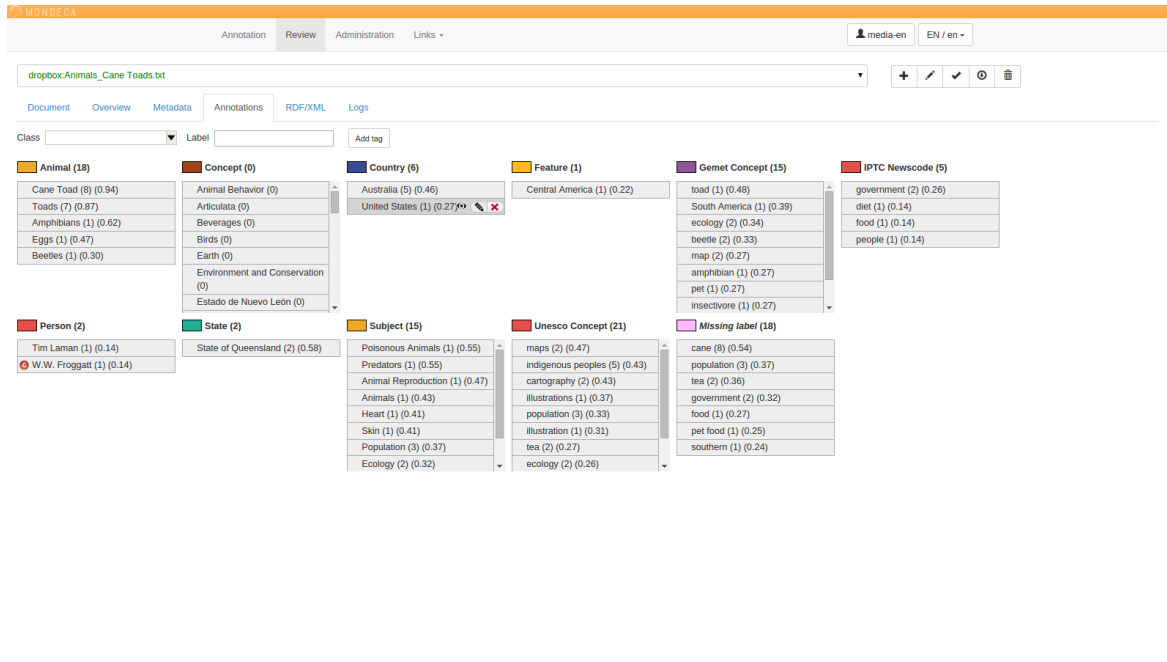 MONDECA
Annotation Review Administration Links media-en EN / en
dropbox:Animals_Cane Toads.txt
Document Overview Metadata Annotations RDF/XML Logs
Class Label Add tag
Animal (18)
Cane Toad (8) (0.94)
Toads (7) (0.87)
Amphibians (1) (0.62)
Eggs (1) (0.47)
Beetles (1) (0.30)
Concept (0)
Animal Behavior (0)
Articulata (0)
Beverages (0)
Birds (0)
Earth (0)
Environment and Conservation
(0)
Estado de Nuevo León (0)
Country (6)
Australia (5) (0.46)
United States (1) (0.27)
Feature (1)
Central America (1) (0.22)
Gemet Concept (15)
toad (1) (0.48)
South America (1) (0.39)
ecology (2) (0.34)
beetle (2) (0.33)
map (2) (0.27)
amphibian (1) (0.27)
pet (1) (0.27)
insectivore (1) (0.27)
IPTC Newscode (5)
government (2) (0.26)
diet (1) (0.14)
food (1) (0.14)
people (1) (0.14)
Person (2)
Tim Laman (1) (0.14)
W.W. Froggatt (1) (0.14)
State (2)
State of Queensland (2) (0.58)
Subject (15)
Poisonous Animals (1) (0.55)
Predators (1) (0.55)
Animal Reproduction (1) (0.47)
Animals (1) (0.43)
Heart (1) (0.41)
Skin (1) (0.41)
Population (3) (0.37)
Ecology (2) (0.32)
Unesco Concept (21)
maps (2) (0.47)
indigenous peoples (5) (0.43)
cartography (2) (0.43)
illustrations (1) (0.37)
population (3) (0.33)
illustration (1) (0.31)
tea (2) (0.27)
ecology (2) (0.26)
Missing label (18)
cane (8) (0.54)
population (3) (0.37)
tea (2) (0.36)
government (2) (0.32)
food (1) (0.27)
pet food (1) (0.25)
southern (1) (0.24)